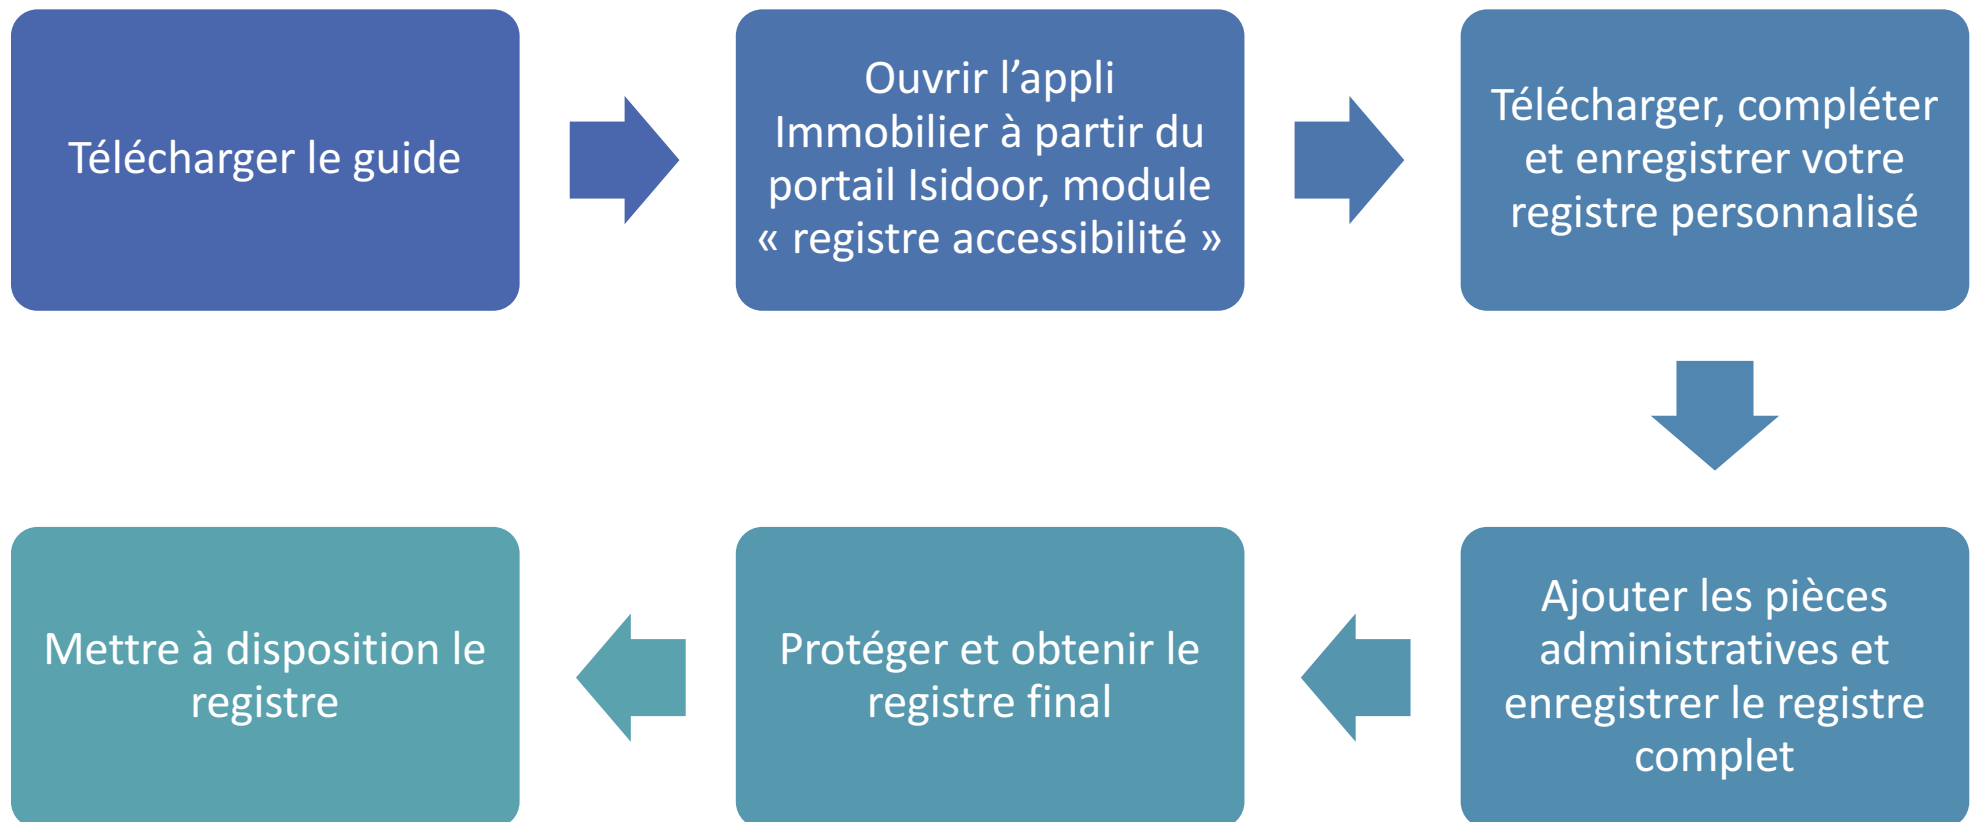 Télécharger le guide
Ouvrir l’appli
Immobilier à partir du
portail Isidoor, module
« registre accessibilité »
Télécharger, compléter
et enregistrer votre
registre personnalisé
Ajouter les pièces
administratives et
enregistrer le registre
complet
Protéger et obtenir le
registre final
Mettre à disposition le
registre